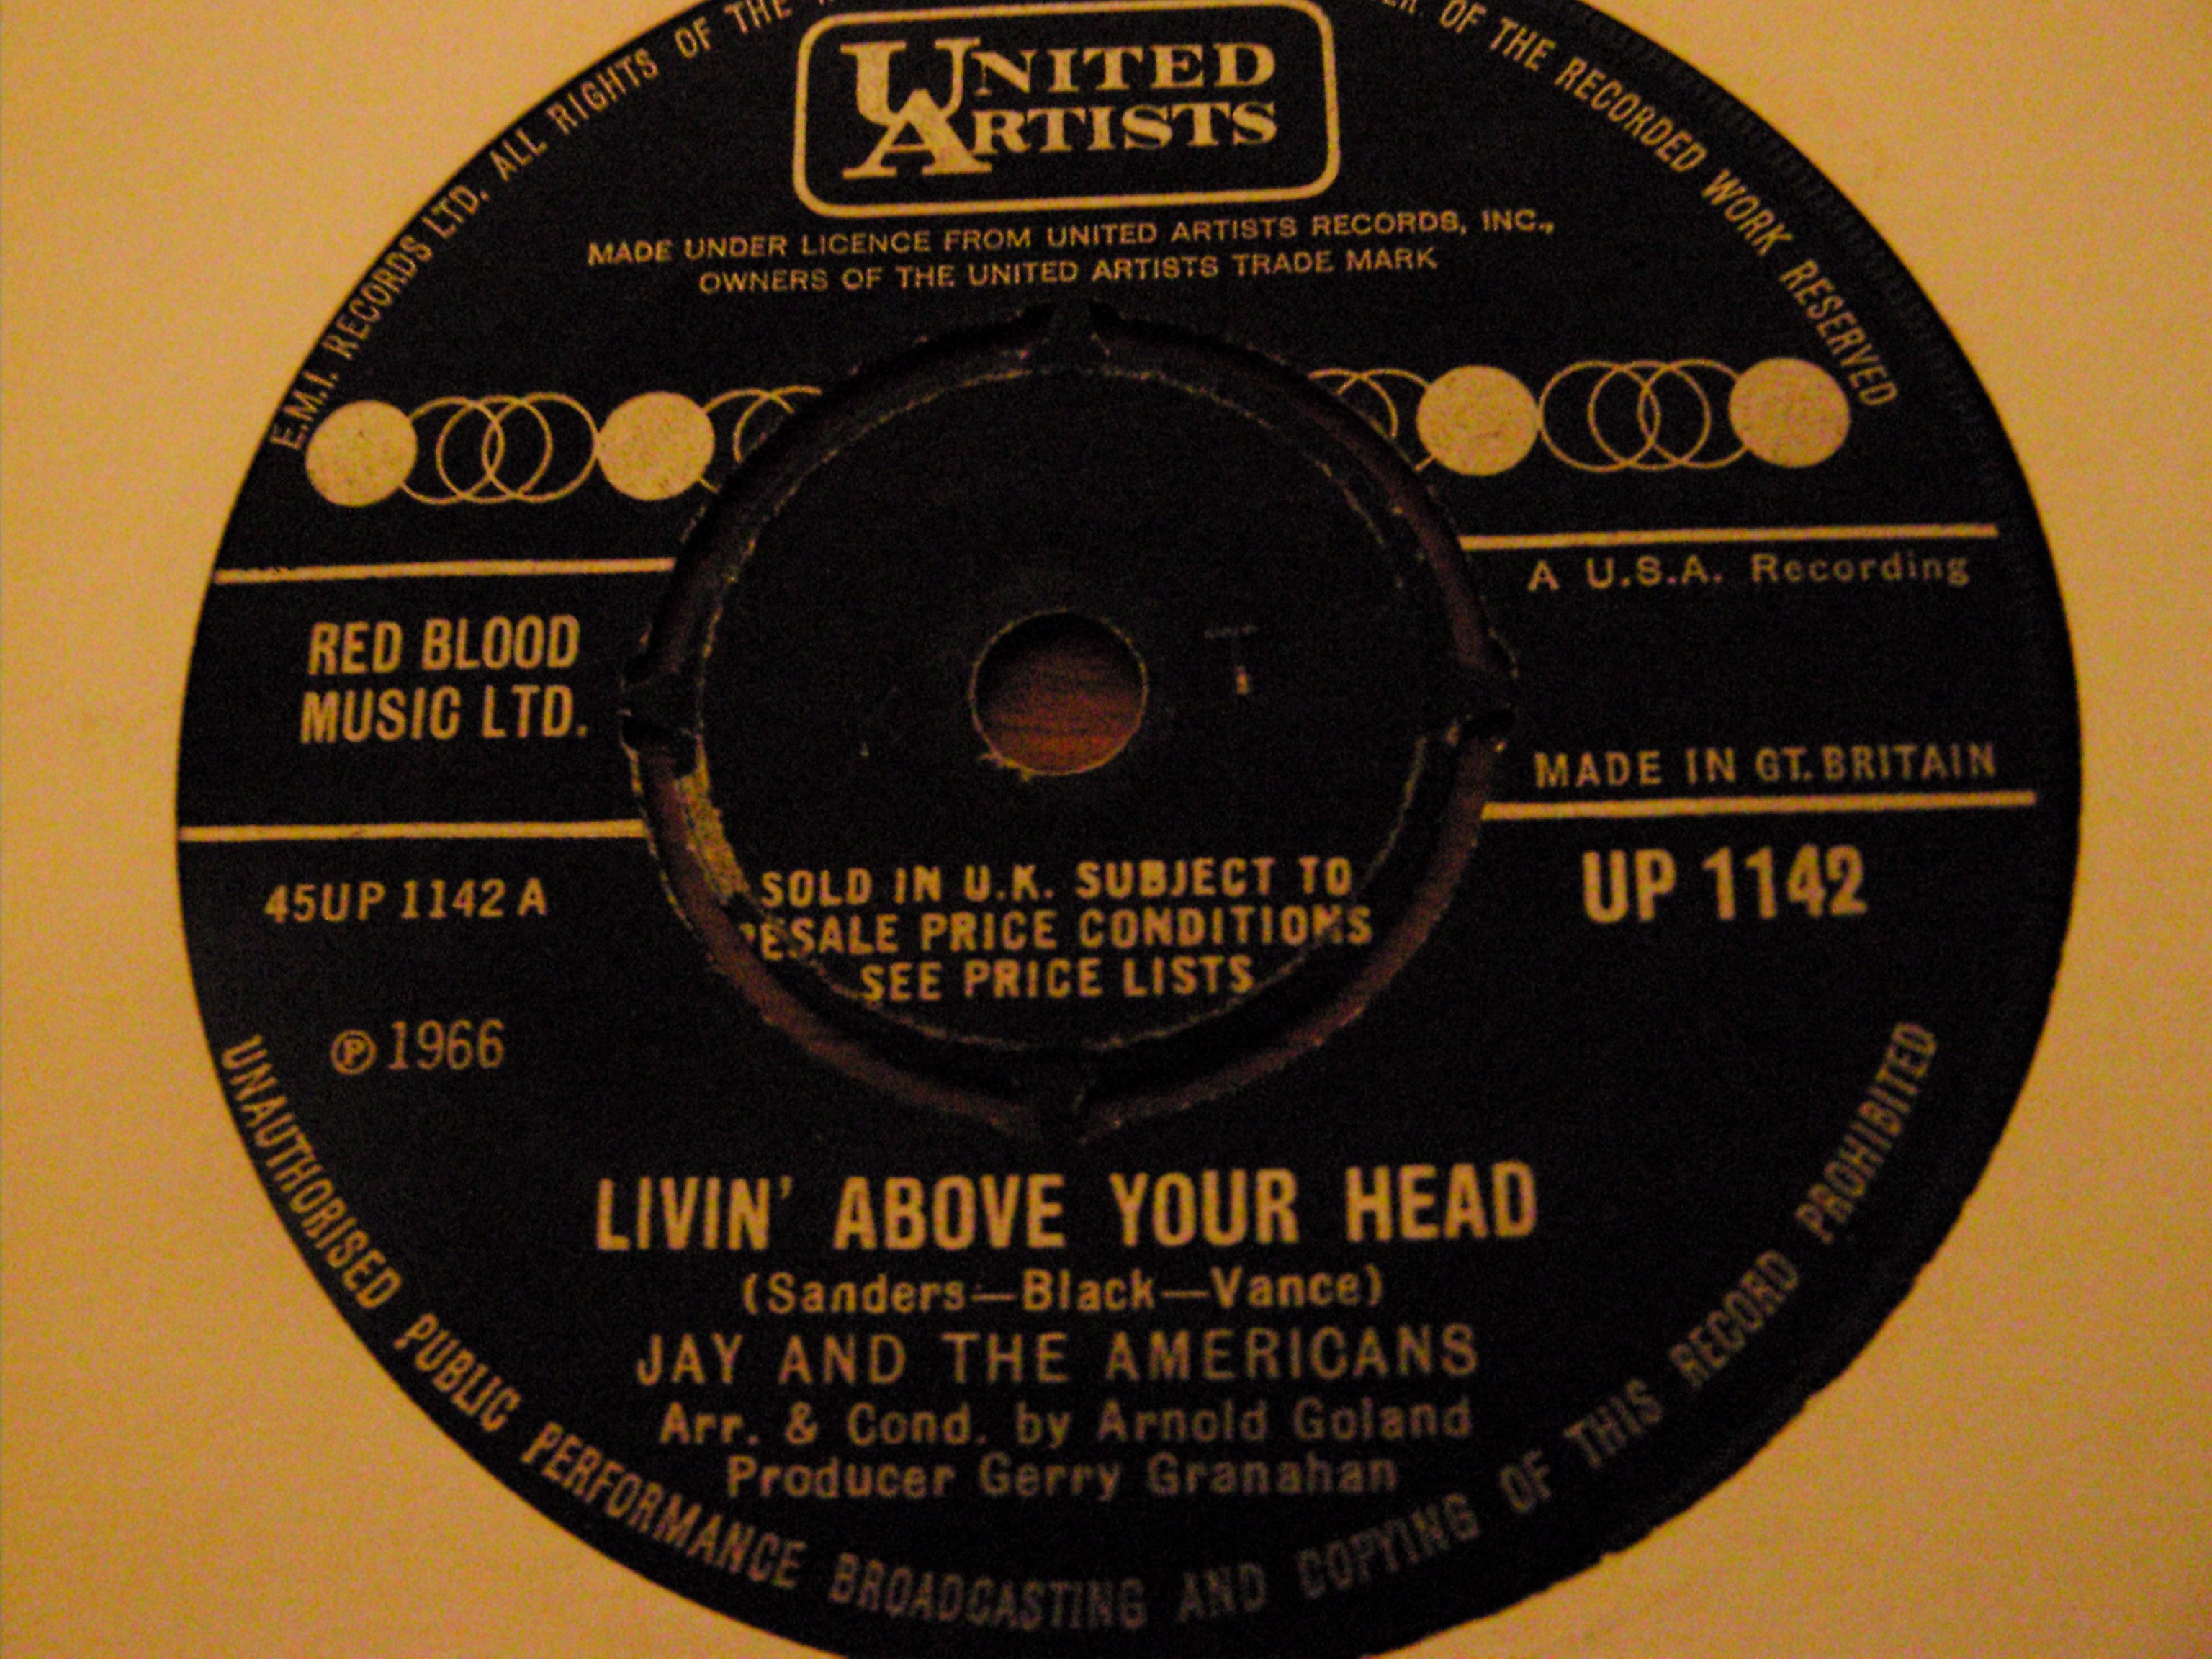 E.M.I. RECORDS LTD. ALL RIGHTS OF THE
OF THE RECORDED WORK RESERVED
UNITED
ARTISTS
MADE UNDER LICENCE FROM UNITED ARTISTS RECORDS, INC.,
OWNERS OF THE UNITED ARTISTS TRADE MARK
A U.S.A. Recording
RED BLOOD
MUSIC LTD.
MADE IN GT. BRITAIN
45UP 1142 A
UP 1142
SOLD IN U.K. SUBJECT TO
RESALE PRICE CONDITIONS
SEE PRICE LISTS
℗ 1966
LIVIN' ABOVE YOUR HEAD
(Sanders—Black—Vance)
JAY AND THE AMERICANS
Arr. & Cond. by Arnold Goland
Producer Gerry Granahan
UNAUTHORISED PUBLIC PERFORMANCE BROADCASTING AND COPYING OF THIS RECORD PROHIBITED